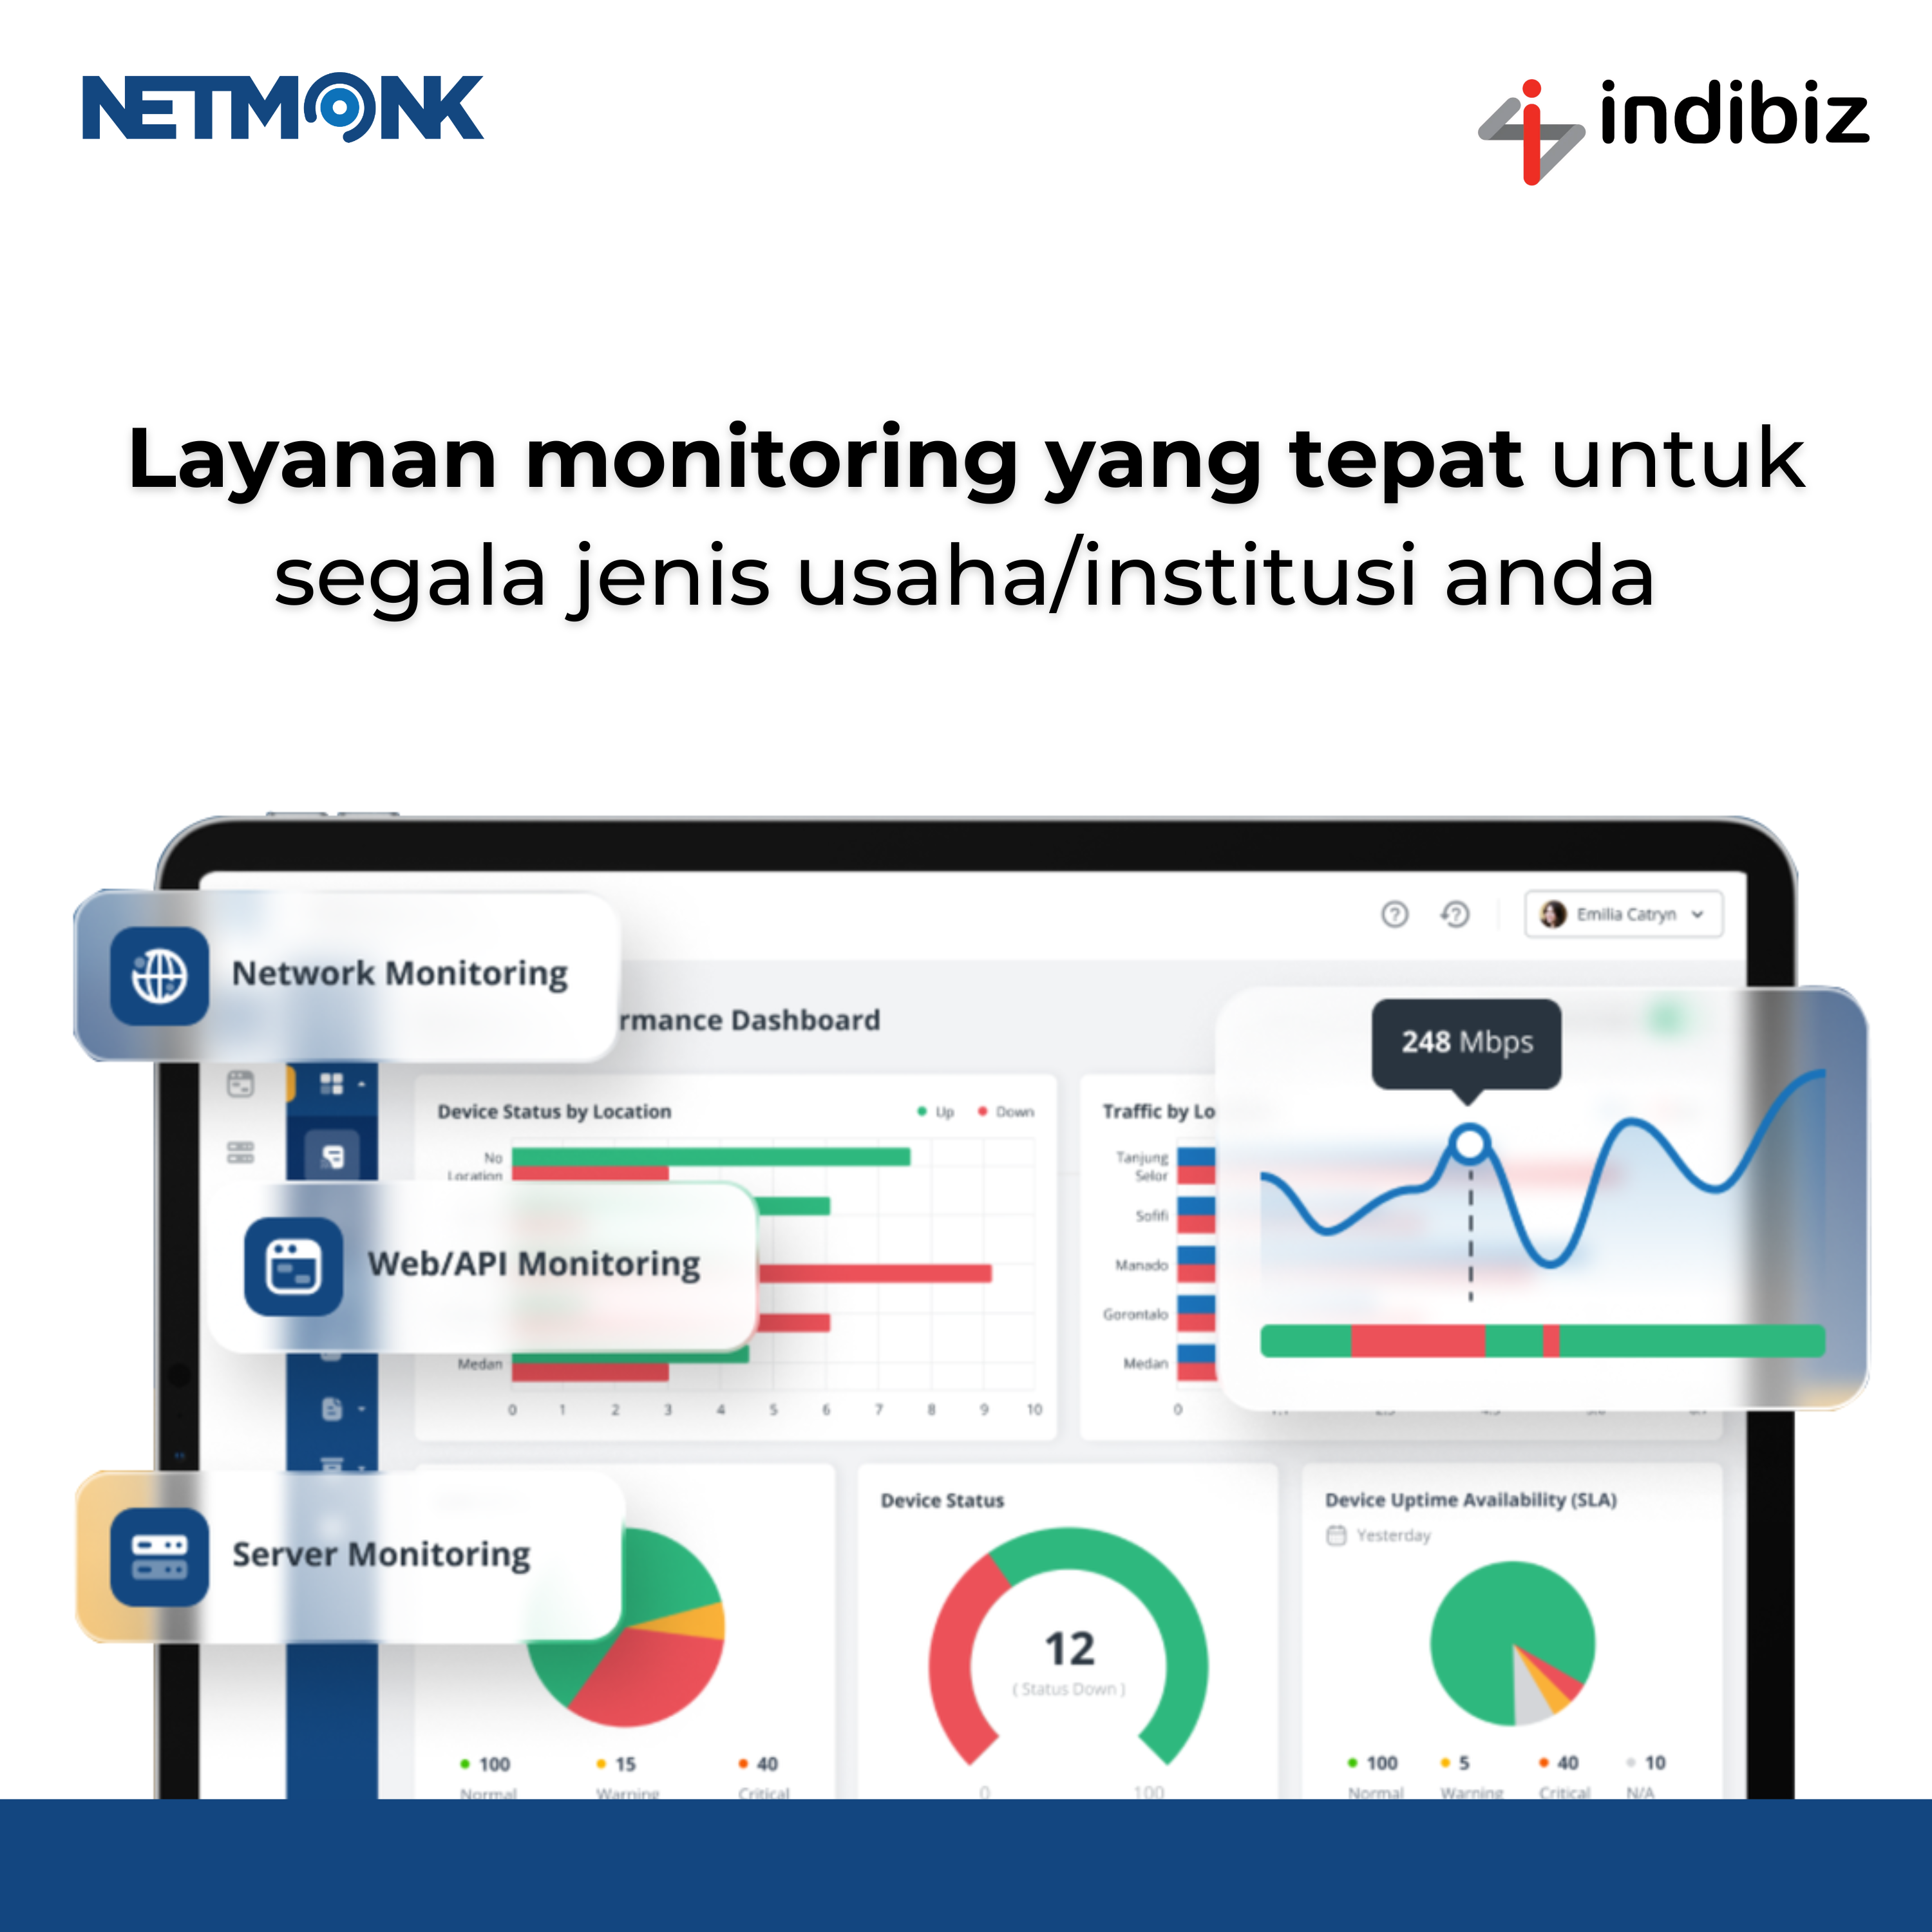 NETMONK
indibiz
Layanan monitoring yang tepat untuk
segala jenis usaha/institusi anda
Emilia Catryn
Network Monitoring
rmance Dashboard
248 Mbps
Device Status by Location
Up
Down
Traffic by Lo
No
Location
Tanjung
Selor
Sofifi
Web/API Monitoring
Manado
Gorontalo
Medan
Medan
0 1 2 3 4 5 6 7 8 9 10
0
Server Monitoring
Device Status
Device Uptime Availability (SLA)
Yesterday
12
( Status Down )
0
100
100
Normal
15
Warning
40
Critical
100
Normal
5
Warning
40
Critical
10
N/A